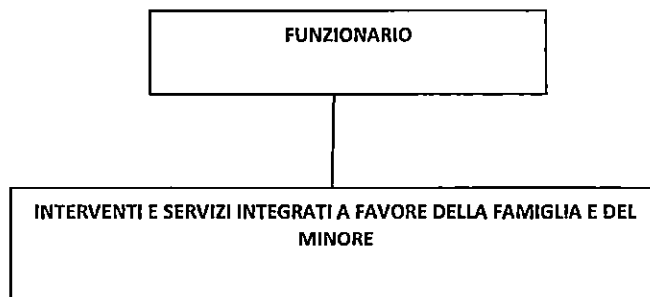 FUNZIONARIO
INTERVENTI E SERVIZI INTEGRATI A FAVORE DELLA FAMIGLIA E DEL
MINORE